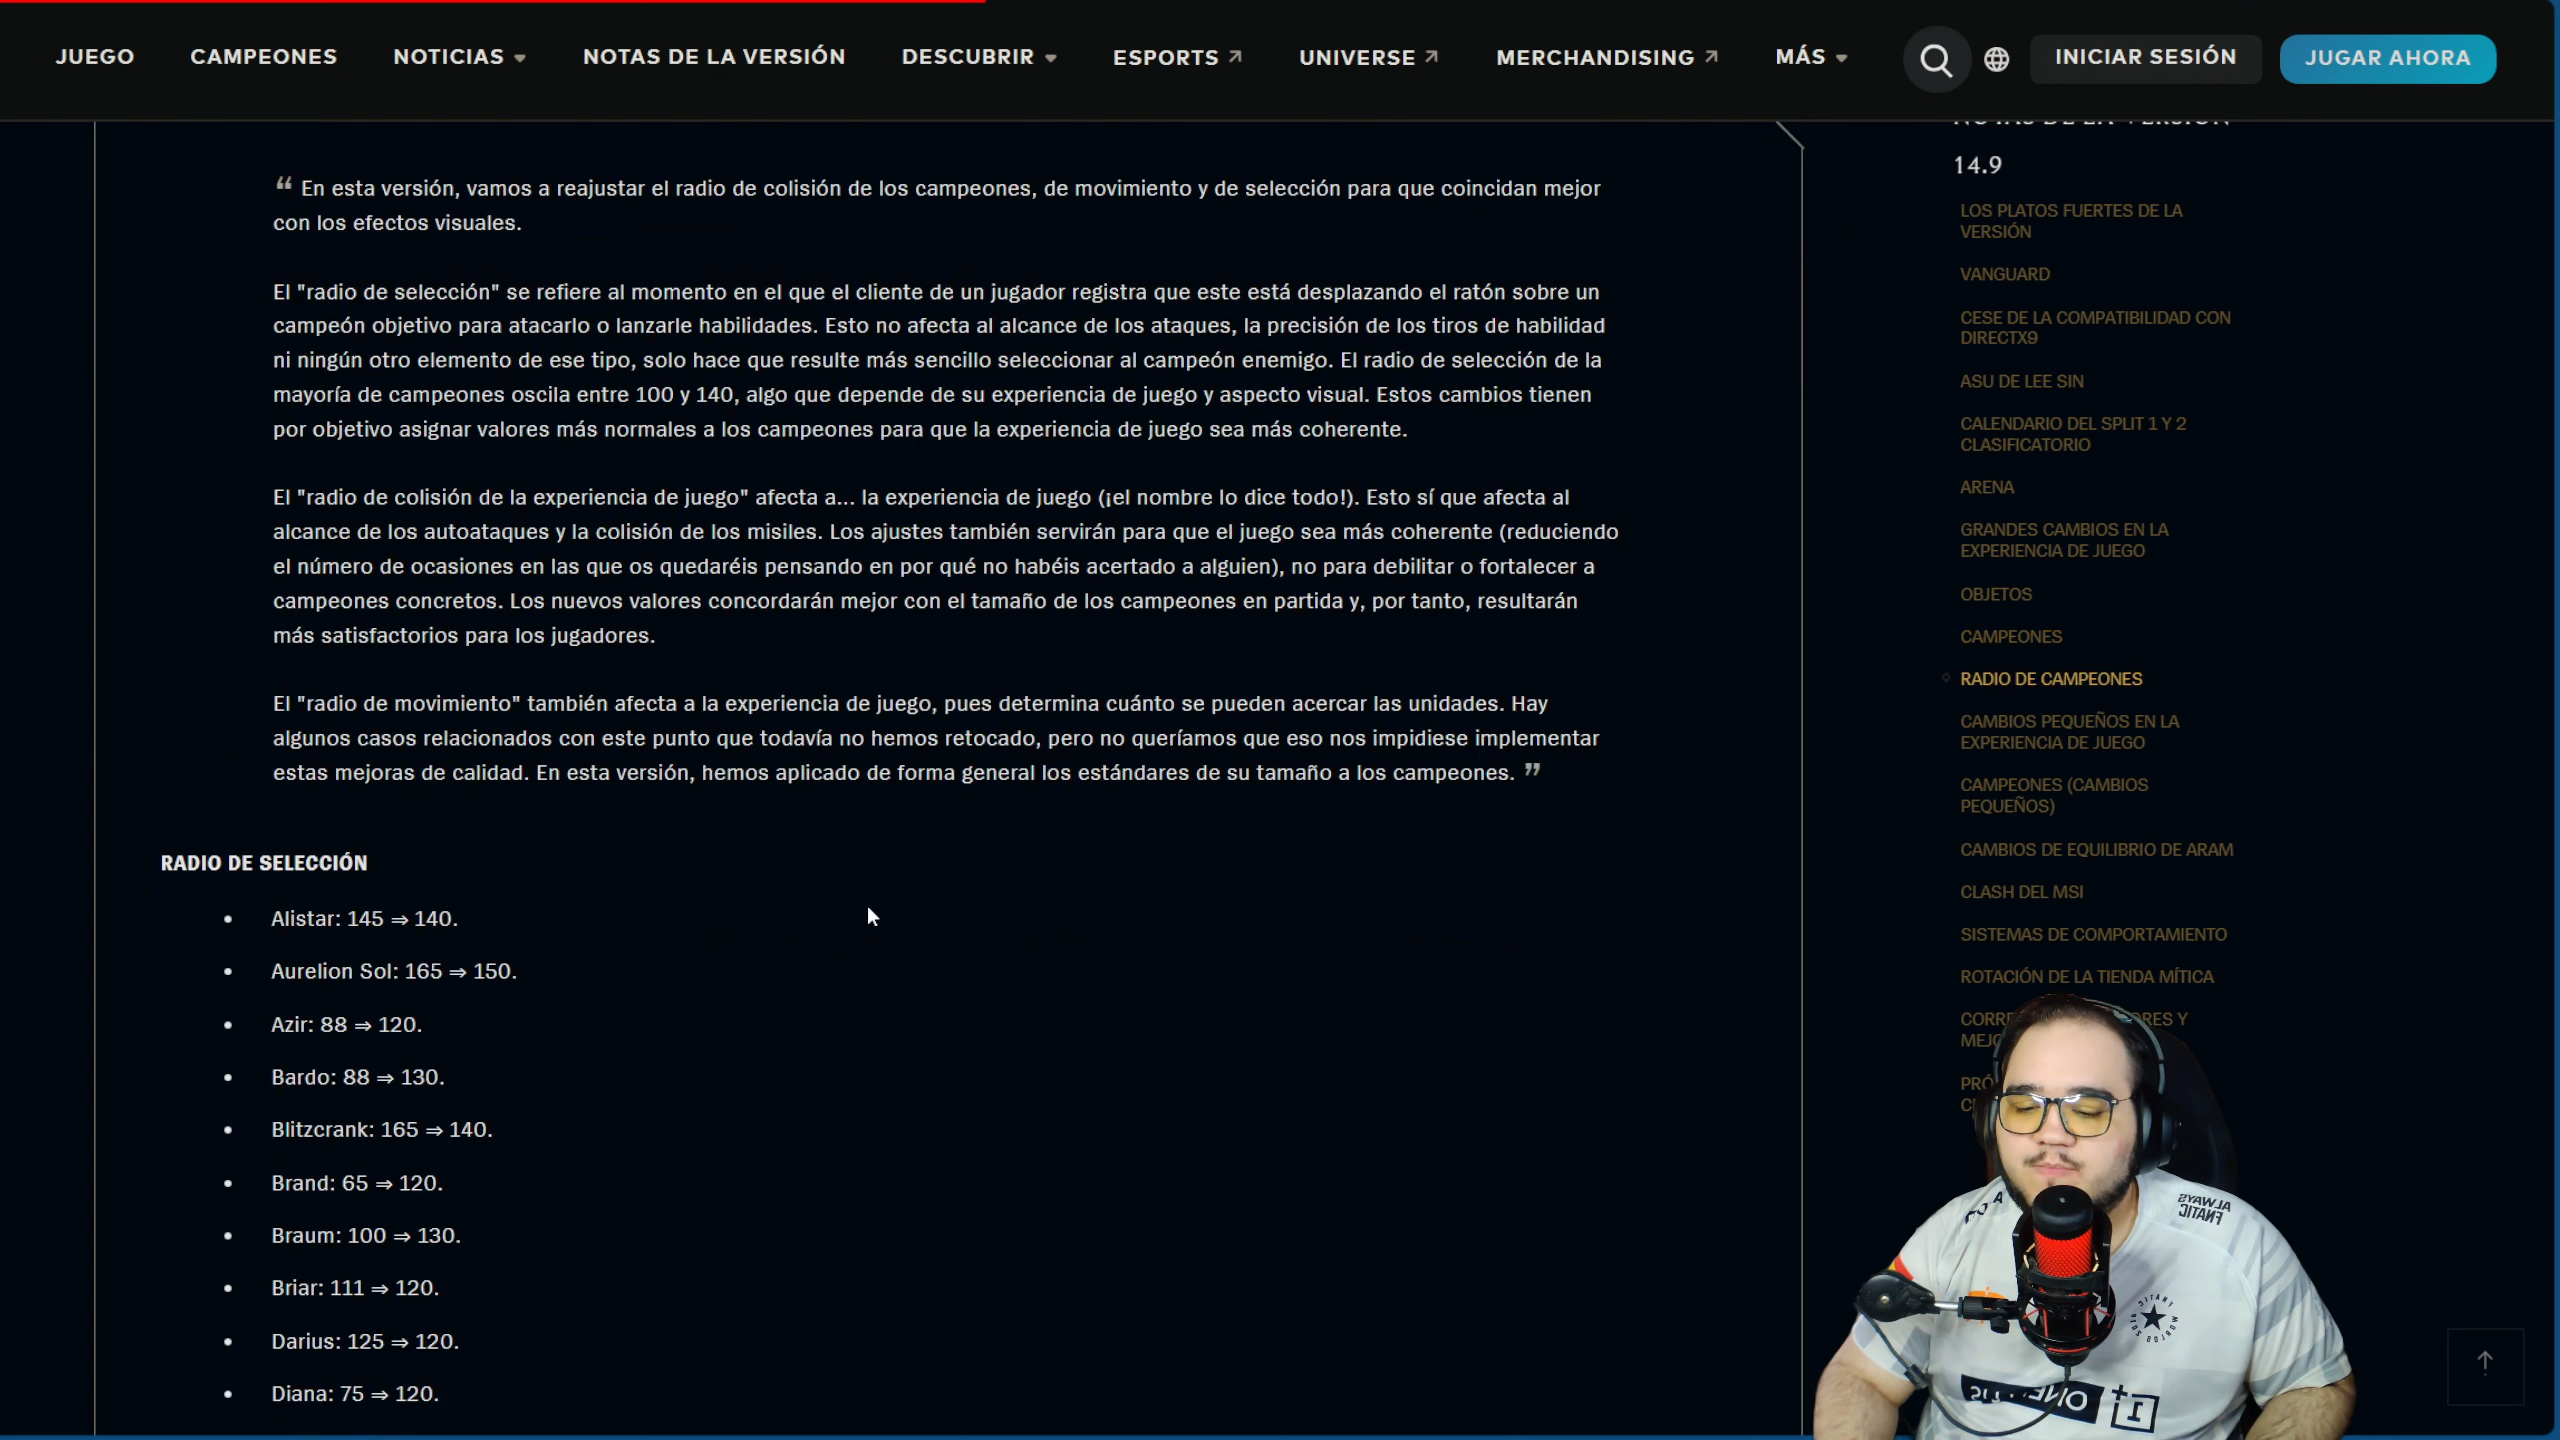 JUEGO CAMPEONES NOTICIAS NOTAS DE LA VERSIÓN DESCUBRIR ESPORTS UNIVERSE MERCHANDISING MÁS INICIAR SESIÓN JUGAR AHORA
“ En esta versión, vamos a reajustar el radio de colisión de los campeones, de movimiento y de selección para que coincidan mejor
con los efectos visuales.
El "radio de selección" se refiere al momento en el que el cliente de un jugador registra que este está desplazando el ratón sobre un
campeón objetivo para atacarlo o lanzarle habilidades. Esto no afecta al alcance de los ataques, la precisión de los tiros de habilidad
ni ningún otro elemento de ese tipo, solo hace que resulte más sencillo seleccionar al campeón enemigo. El radio de selección de la
mayoría de campeones oscila entre 100 y 140, algo que depende de su experiencia de juego y aspecto visual. Estos cambios tienen
por objetivo asignar valores más normales a los campeones para que la experiencia de juego sea más coherente.
El "radio de colisión de la experiencia de juego" afecta a... la experiencia de juego (¡el nombre lo dice todo!). Esto sí que afecta al
alcance de los autoataques y la colisión de los misiles. Los ajustes también servirán para que el juego sea más coherente (reduciendo
el número de ocasiones en las que os quedaréis pensando en por qué no habéis acertado a alguien), no para debilitar o fortalecer a
campeones concretos. Los nuevos valores concordarán mejor con el tamaño de los campeones en partida y, por tanto, resultarán
más satisfactorios para los jugadores.
El "radio de movimiento" también afecta a la experiencia de juego, pues determina cuánto se pueden acercar las unidades. Hay
algunos casos relacionados con este punto que todavía no hemos retocado, pero no queríamos que eso nos impidiese implementar
estas mejoras de calidad. En esta versión, hemos aplicado de forma general los estándares de su tamaño a los campeones. ”
RADIO DE SELECCIÓN
• Alistar: 145 ⇒ 140.
• Aurelion Sol: 165 ⇒ 150.
• Azir: 88 ⇒ 120.
• Bardo: 88 ⇒ 130.
• Blitzcrank: 165 ⇒ 140.
• Brand: 65 ⇒ 120.
• Braum: 100 ⇒ 130.
• Briar: 111 ⇒ 120.
• Darius: 125 ⇒ 120.
• Diana: 75 ⇒ 120.
NOTAS DE LA VERSIÓN
14.9
LOS PLATOS FUERTES DE LA
VERSIÓN
VANGUARD
CESE DE LA COMPATIBILIDAD CON
DIRECTX9
ASU DE LEE SIN
CALENDARIO DEL SPLIT 1 Y 2
CLASIFICATORIO
ARENA
GRANDES CAMBIOS EN LA
EXPERIENCIA DE JUEGO
OBJETOS
CAMPEONES
RADIO DE CAMPEONES
CAMBIOS PEQUEÑOS EN LA
EXPERIENCIA DE JUEGO
CAMPEONES (CAMBIOS
PEQUEÑOS)
CAMBIOS DE EQUILIBRIO DE ARAM
CLASH DEL MSI
SISTEMAS DE COMPORTAMIENTO
ROTACIÓN DE LA TIENDA MÍTICA
ALWAYS
FNATIC